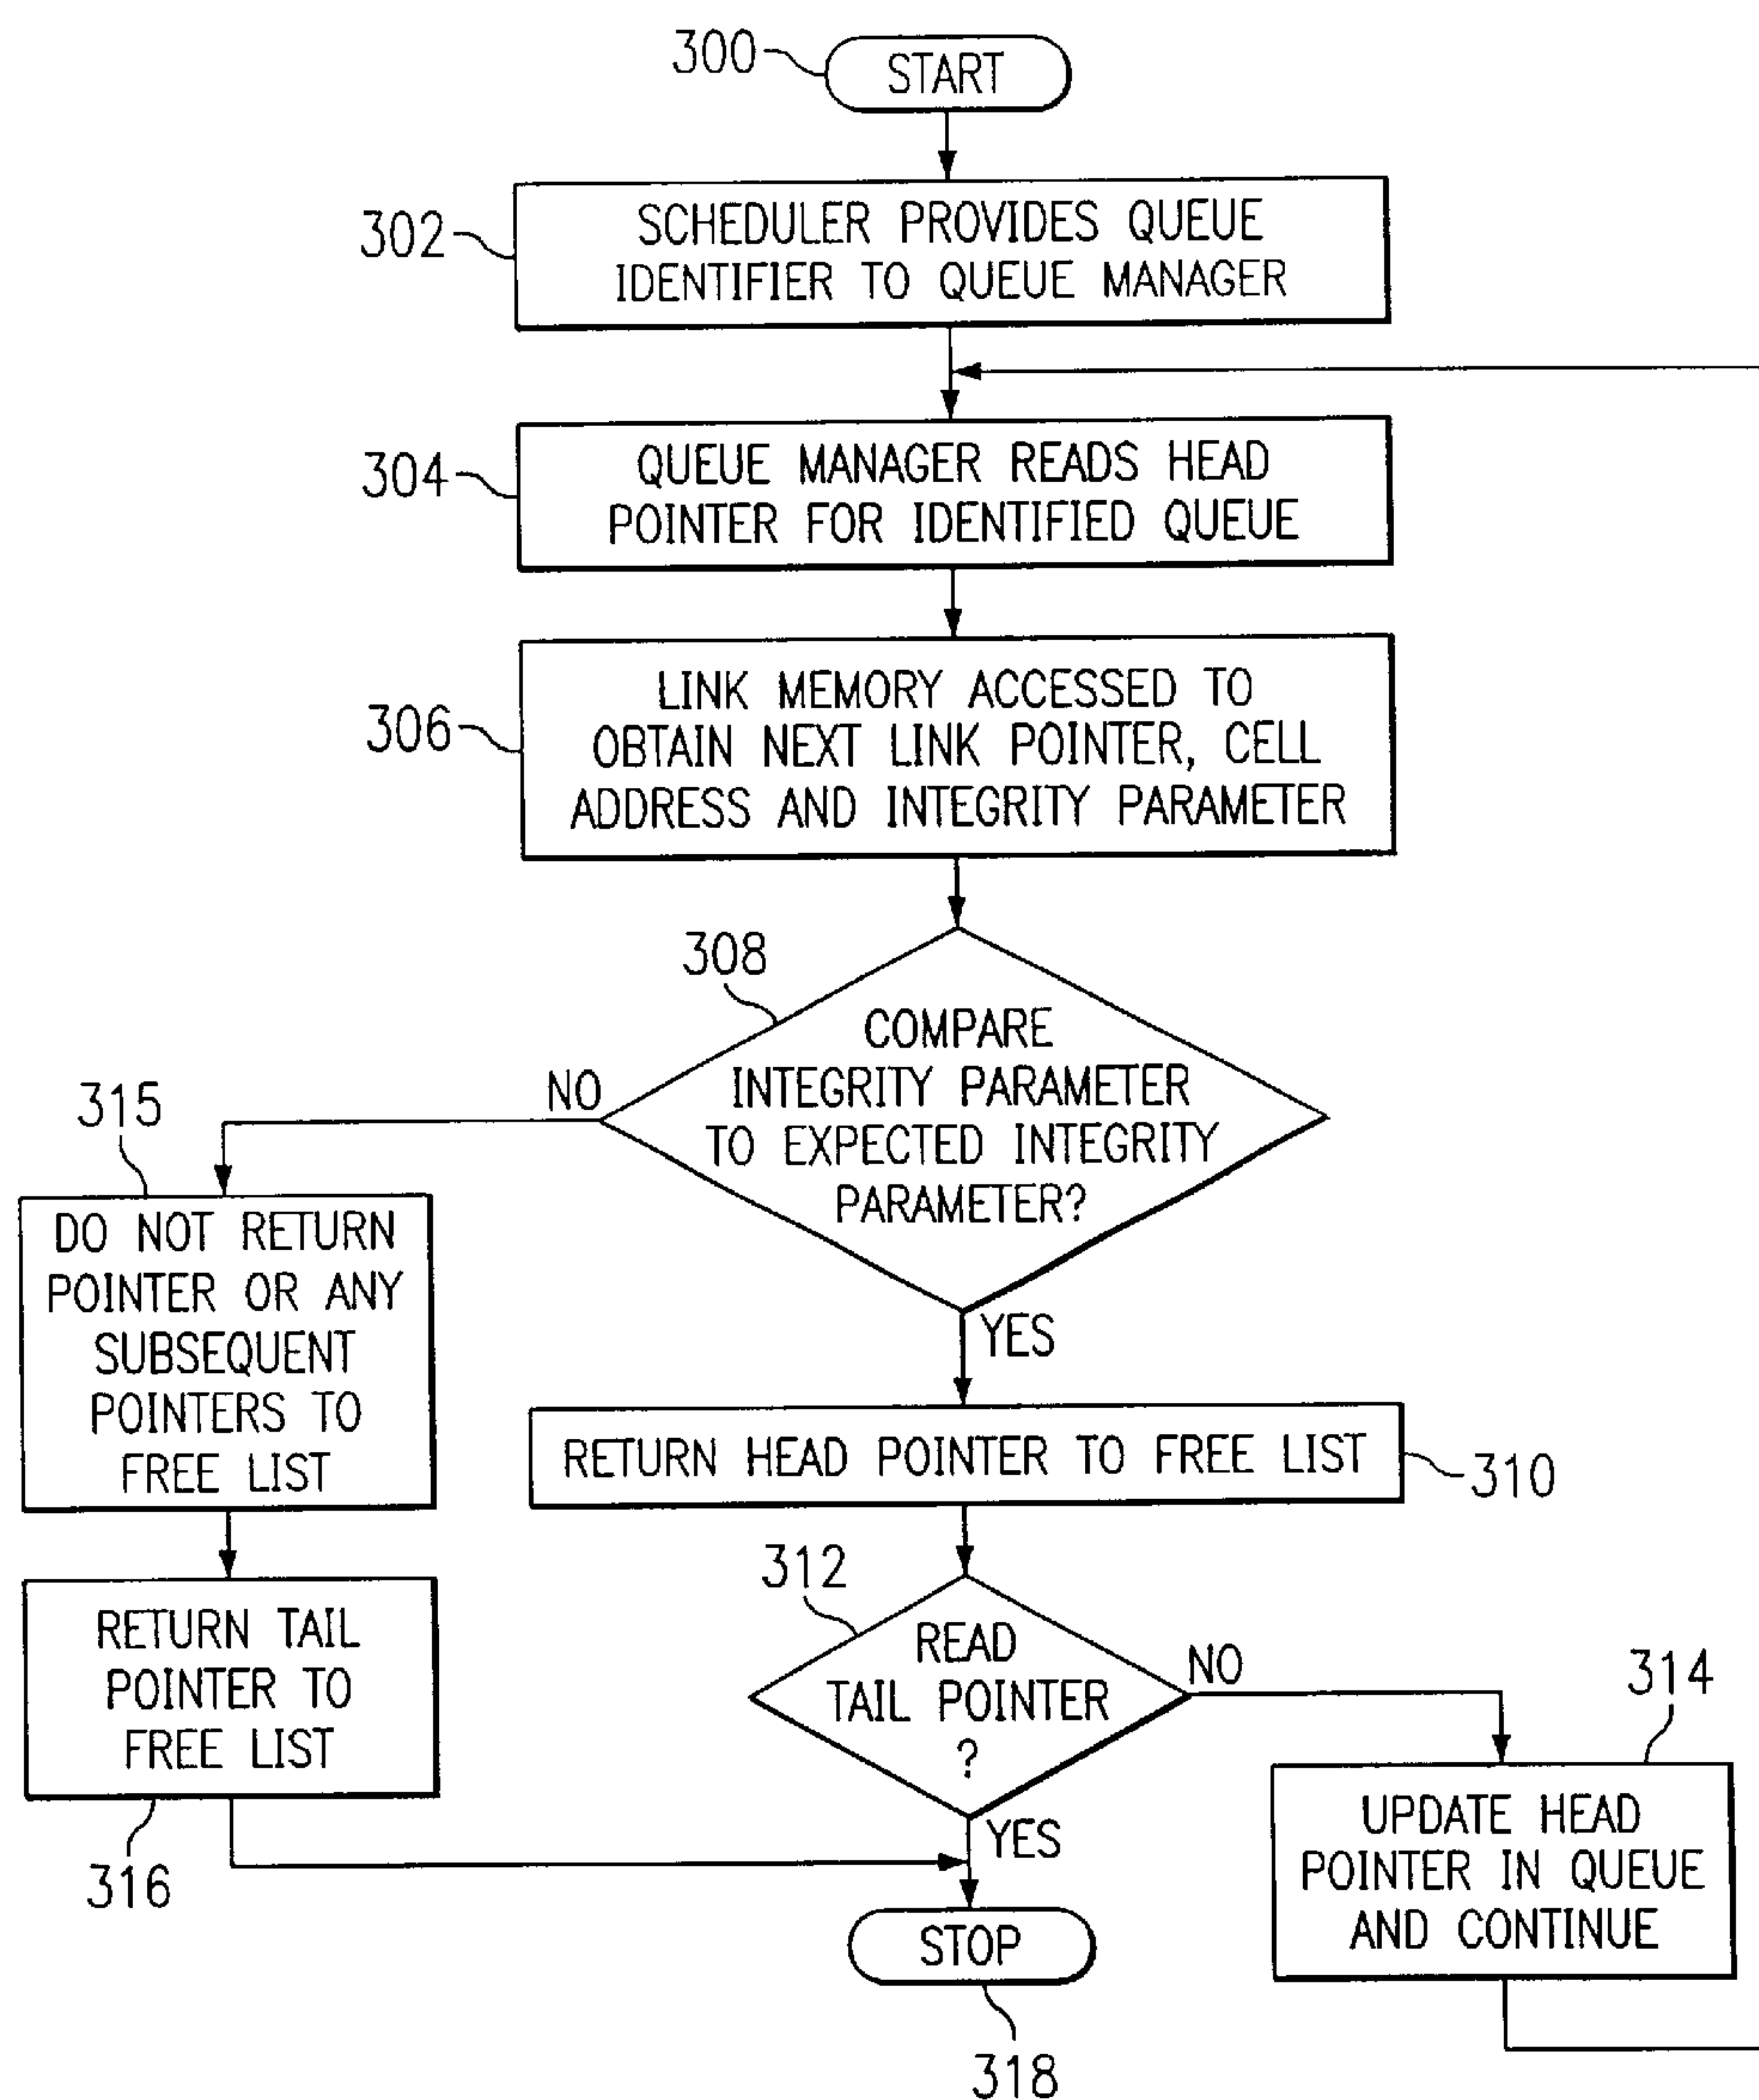 300
START
302
SCHEDULER PROVIDES QUEUE
IDENTIFIER TO QUEUE MANAGER
304
QUEUE MANAGER READS HEAD
POINTER FOR IDENTIFIED QUEUE
306
LINK MEMORY ACCESSED TO
OBTAIN NEXT LINK POINTER, CELL
ADDRESS AND INTEGRITY PARAMETER
308
COMPARE
INTEGRITY PARAMETER
TO EXPECTED INTEGRITY
PARAMETER?
NO
YES
315
DO NOT RETURN
POINTER OR ANY
SUBSEQUENT
POINTERS TO
FREE LIST
RETURN HEAD POINTER TO FREE LIST
310
RETURN TAIL
POINTER TO
FREE LIST
316
312
READ
TAIL POINTER
?
NO
YES
314
UPDATE HEAD
POINTER IN QUEUE
AND CONTINUE
STOP
318